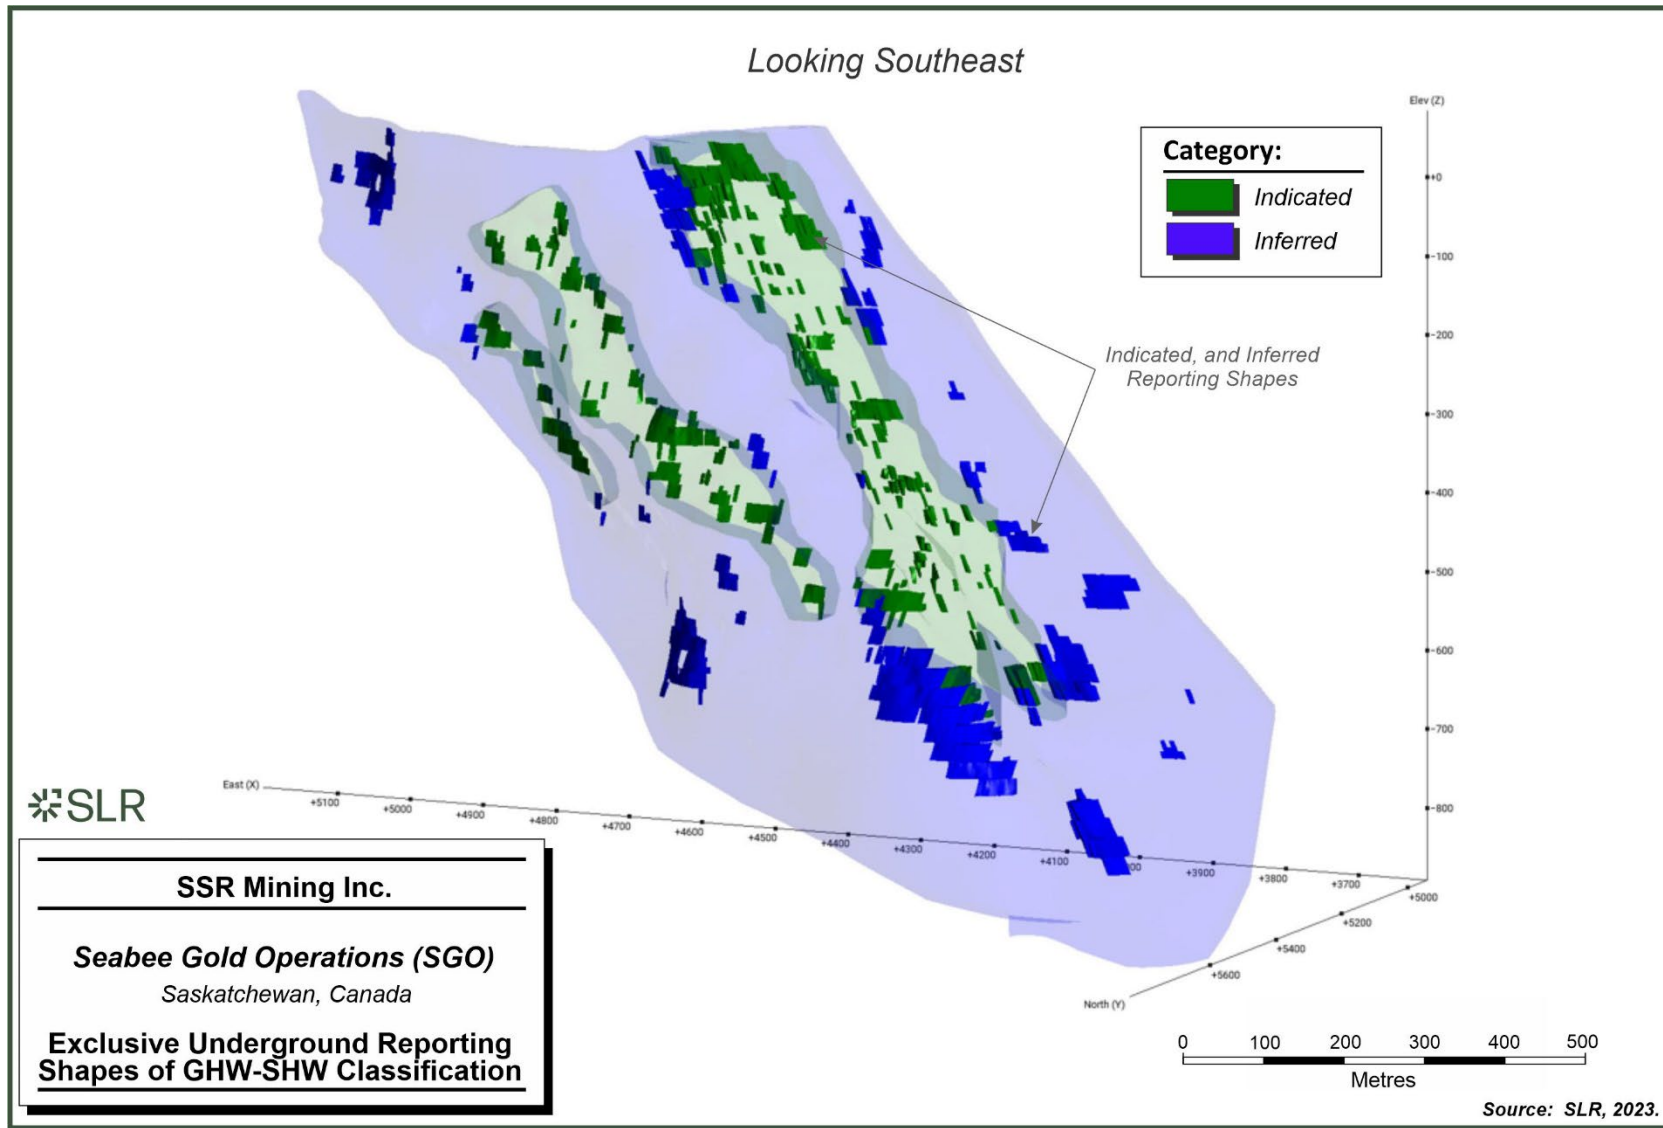 Looking Southeast
Elev (Z)
Category:
Indicated
Inferred
+0
-100
-200
-300
-400
-500
-600
-700
-800
Indicated, and Inferred
Reporting Shapes
East (X)
+5100
+5000
+4900
+4800
+4700
+4600
+4500
+4400
+4300
+4200
+4100
+3900
+3800
+3700
+5000
+5200
+5400
+5600
North (Y)
SLR
SSR Mining Inc.
Seabee Gold Operations (SGO)
Saskatchewan, Canada
Exclusive Underground Reporting
Shapes of GHW-SHW Classification
0 100 200 300 400 500
Metres
Source: SLR, 2023.